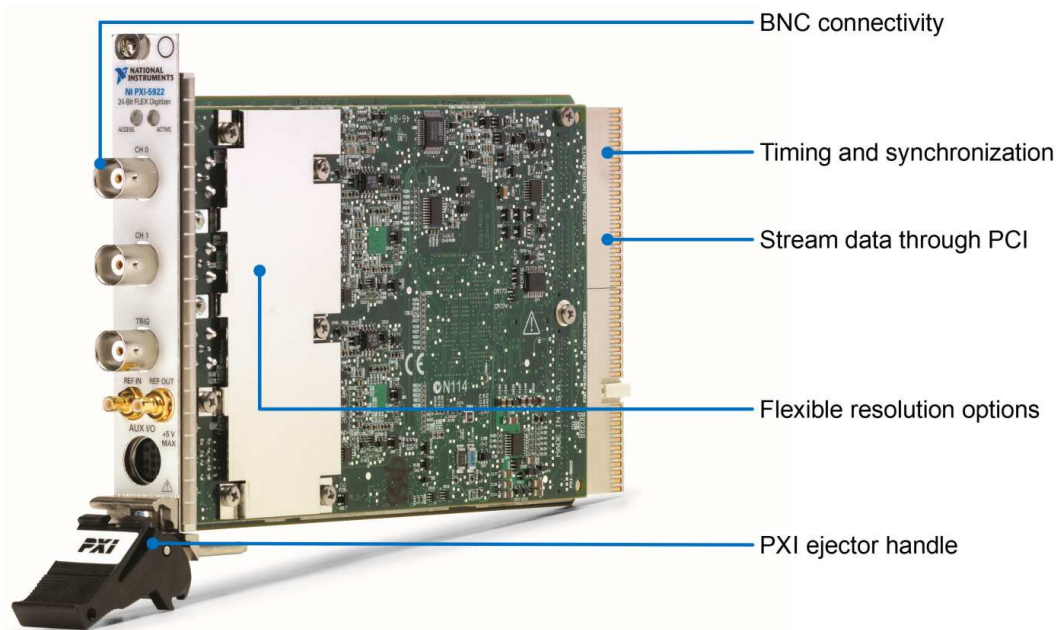 BNC connectivity
NATIONAL
INSTRUMENTS
NI PXI-5922
24-Bit FLEX Digitizer
ACCESS ACTIVE
CH 0
Timing and synchronization
CH 1
Stream data through PCI
TRIG
REF IN REF OUT
AUX I/O
+5 V
MAX
CE
N114
Flexible resolution options
PXI
PXI ejector handle